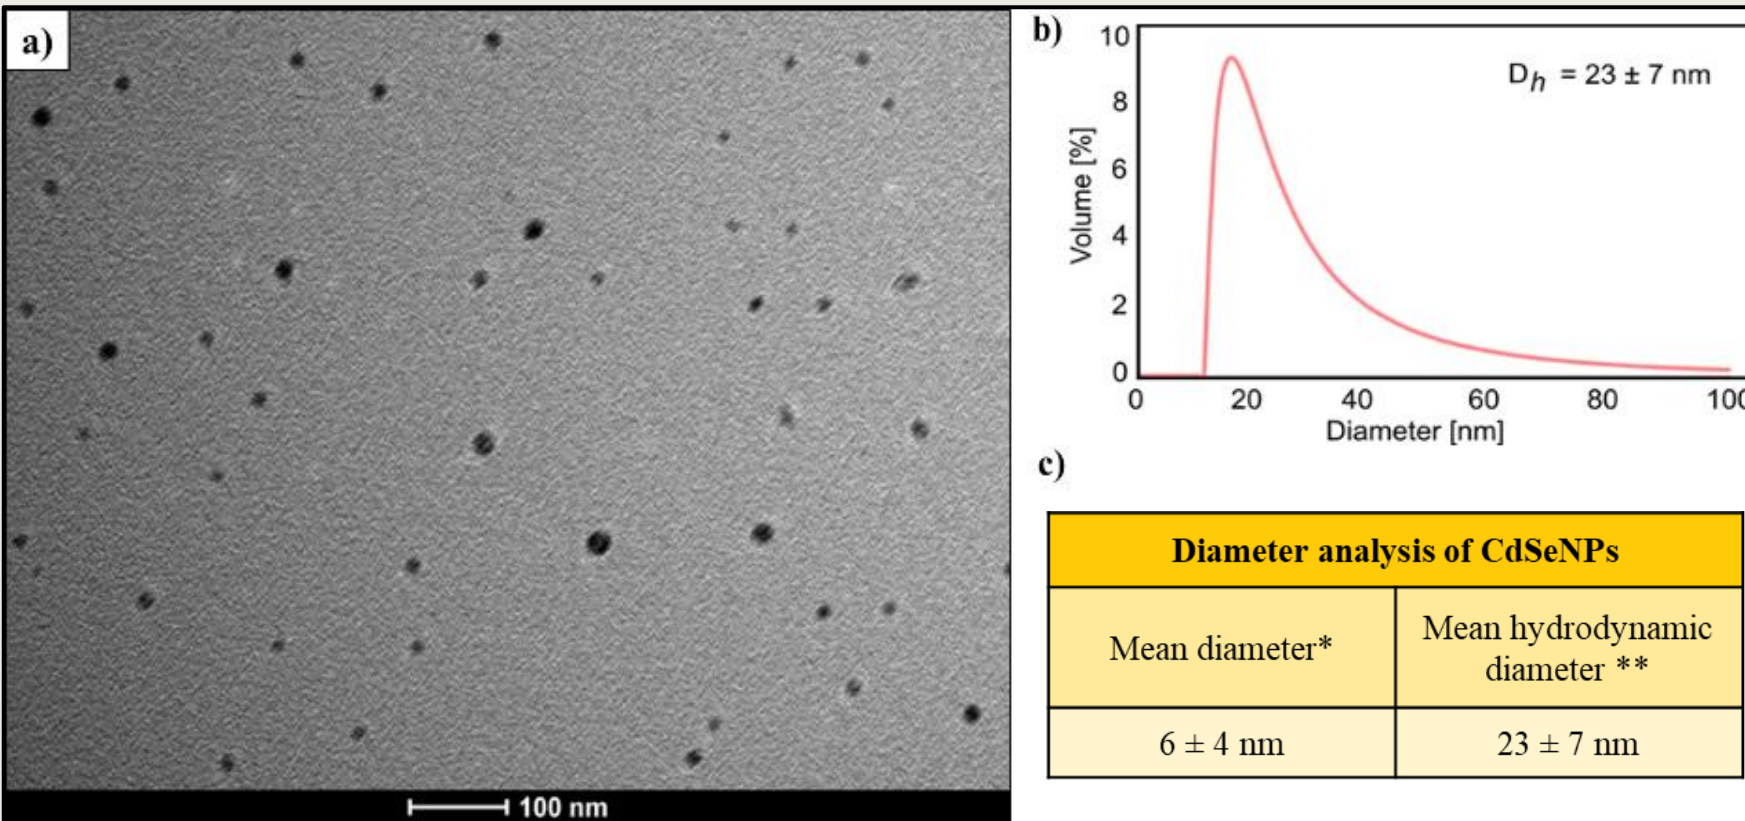 a)
100 nm
b)
10
8
6
4
2
0
Volume [%]
D h = 23 ± 7 nm
0 20 40 60 80 100
Diameter [nm]
c)
Diameter analysis of CdSeNPs
Mean diameter*
Mean hydrodynamic
diameter **
6 ± 4 nm
23 ± 7 nm